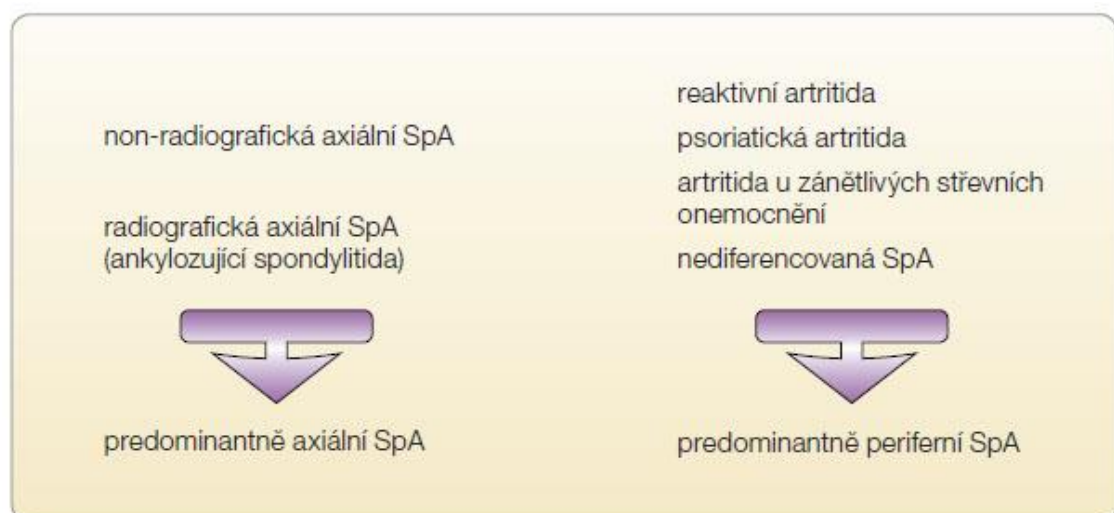 non-radiografická axiální SpA
radiografická axiální SpA
(ankylozující spondylitida)
predominantně axiální SpA
reaktivní artritida
psoriatická artritida
artritida u zánětlivých střevních
onemocnění
nediferencovaná SpA
predominantně periferní SpA